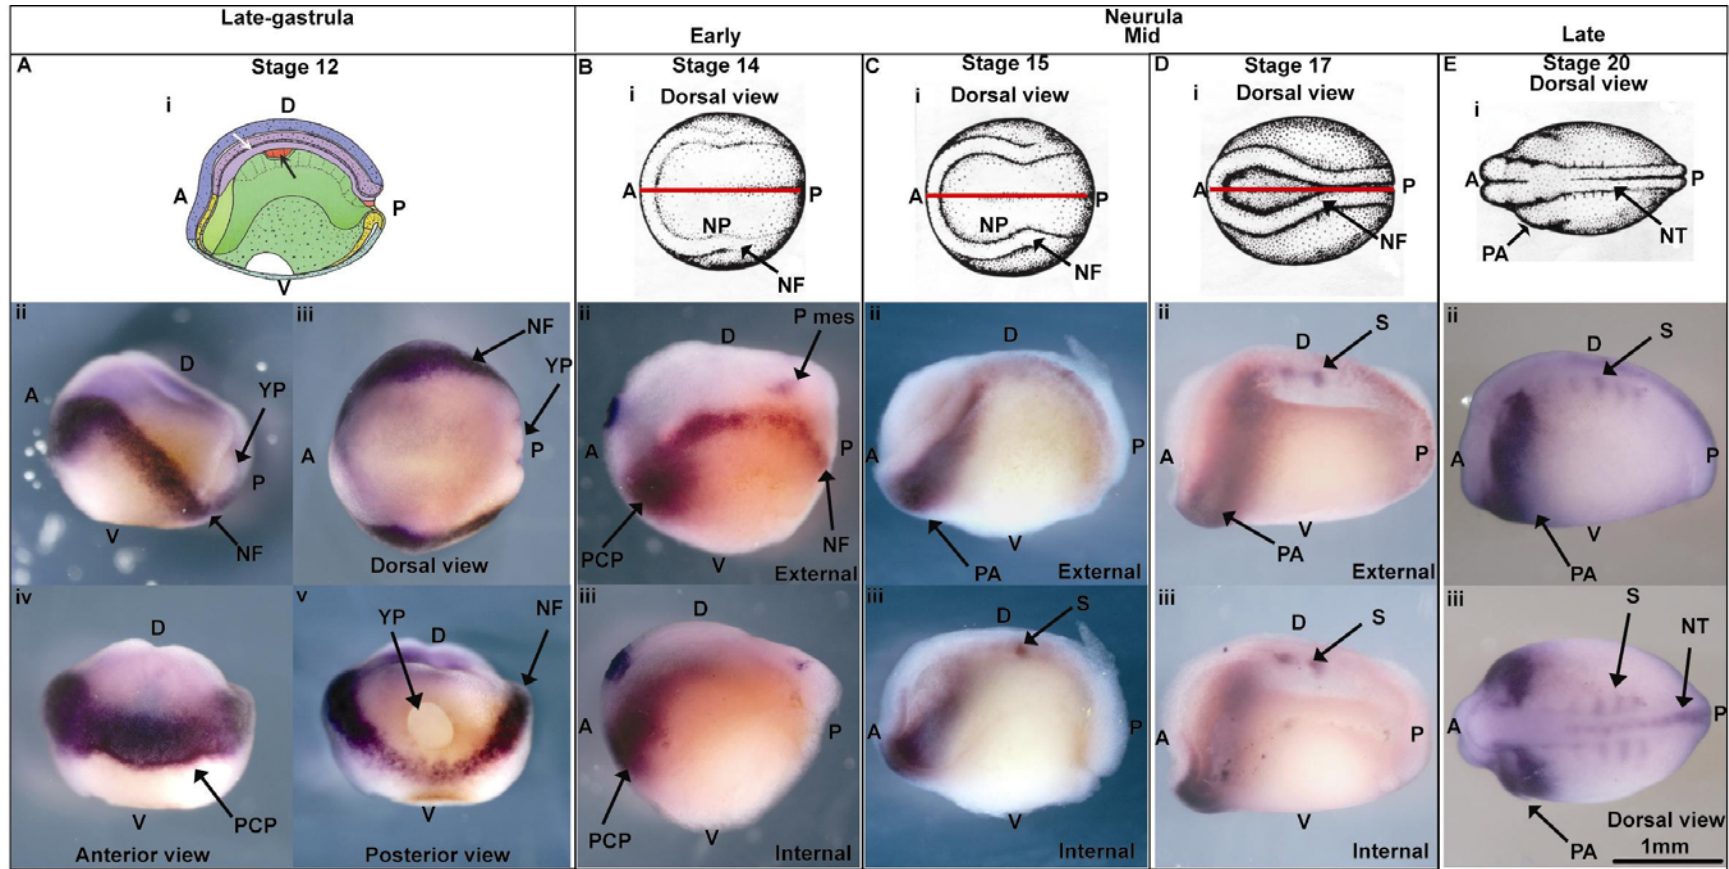 Late-gastrula
Neurula
Early
Mid
Late
A
Stage 12
i
D
A
P
V
B
Stage 14
i
Dorsal view
A
P
NP
NF
C
Stage 15
i
Dorsal view
A
P
NP
NF
D
Stage 17
i
Dorsal view
A
P
NF
E
Stage 20
Dorsal view
i
A
P
NT
PA
ii
D
A
YP
P
V
NF
iii
NF
YP
A
P
Dorsal view
ii
P mes
D
A
P
PCP
NF
V
External
ii
D
A
P
V
PA
External
ii
S
D
A
P
V
PA
External
ii
D
S
A
P
V
PA
iv
D
V
PCP
Anterior view
v
YP
D
NF
V
Posterior view
iii
D
A
P
PCP
V
Internal
iii
D
S
A
P
V
Internal
iii
D
S
A
P
V
Internal
iii
S
NT
A
P
PA
Dorsal view
1mm